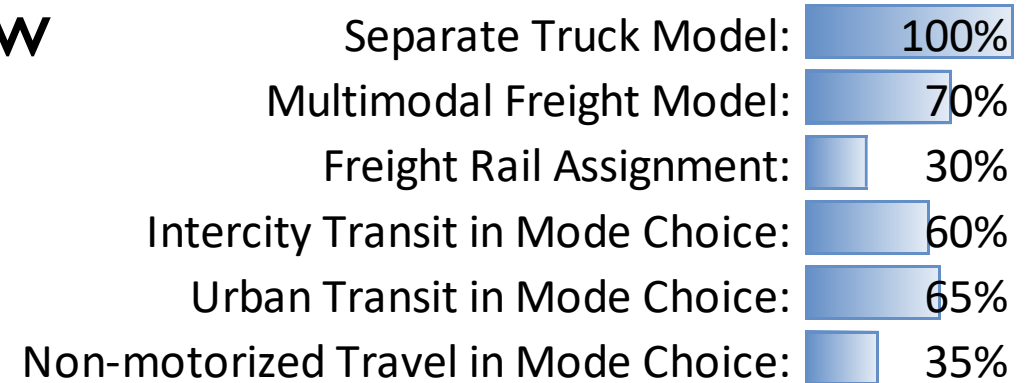 w
Separate Truck Model: 100%
Multimodal Freight Model: 70%
Freight Rail Assignment: 30%
Intercity Transit in Mode Choice: 60%
Urban Transit in Mode Choice: 65%
Non-motorized Travel in Mode Choice: 35%